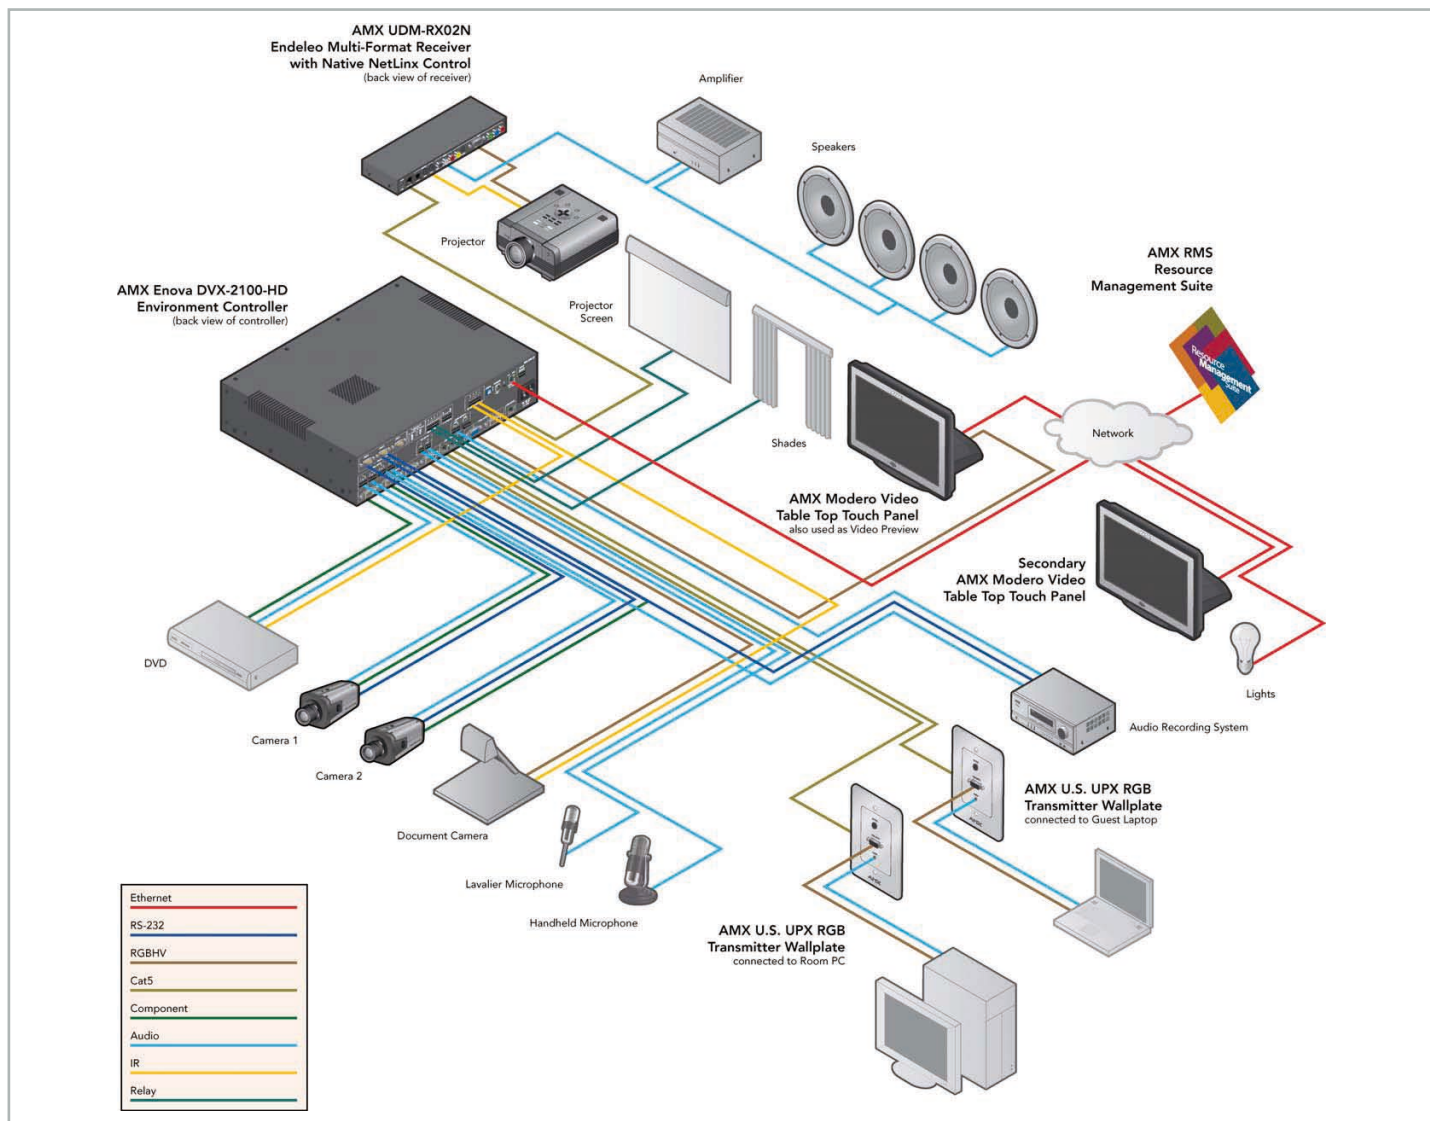 AMX UDM-RX02N
Endeleo Multi-Format Receiver
with Native NetLinx Control
(back view of receiver)
Amplifier
Speakers
Projector
AMX RMS
Resource
Management Suite
AMX Enova DVX-2100-HD
Environment Controller
(back view of controller)
Projector
Screen
Resource
Management
Suite
Network
Shades
AMX Modero Video
Table Top Touch Panel
also used as Video Preview
Secondary
AMX Modero Video
Table Top Touch Panel
DVD
Lights
Camera 1
Audio Recording System
Camera 2
AMX U.S. UPX RGB
Transmitter Wallplate
connected to Guest Laptop
Document Camera
Lavalier Microphone
Handheld Microphone
AMX U.S. UPX RGB
Transmitter Wallplate
connected to Room PC
Ethernet
RS-232
RGBHV
Cat5
Component
Audio
IR
Relay